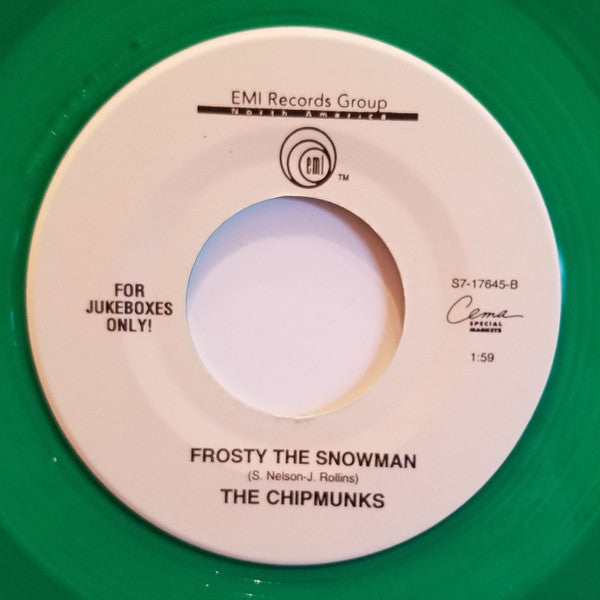 EMI Records Group
North America
emi
TM
FOR
JUKEBOXES
ONLY!
S7-17645-B
Cema
SPECIAL
MARKETS
1:59
FROSTY THE SNOWMAN
(S. Nelson-J. Rollins)
THE CHIPMUNKS